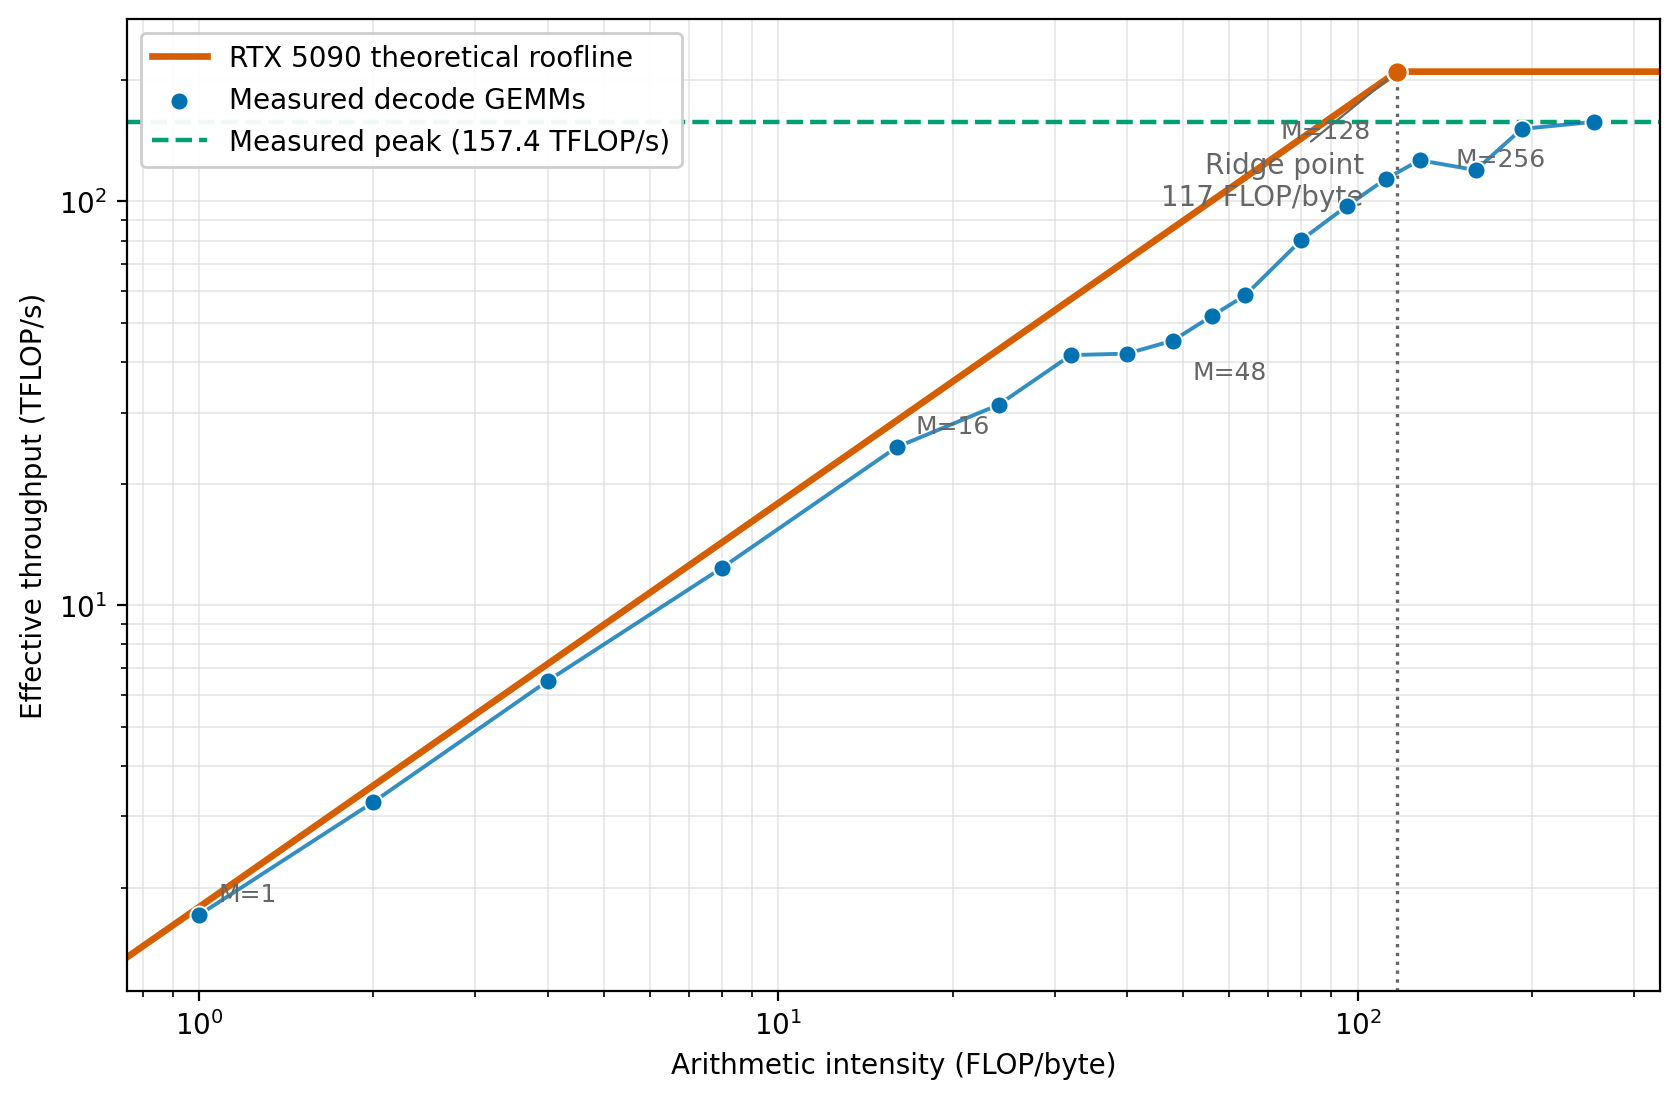 RTX 5090 theoretical roofline
Measured decode GEMMs
Measured peak (157.4 TFLOP/s)
M=128
Ridge point
117 FLOP/byte
M=256
M=48
M=16
M=1
10²
10¹
Effective throughput (TFLOP/s)
10⁰
10¹
10²
Arithmetic intensity (FLOP/byte)